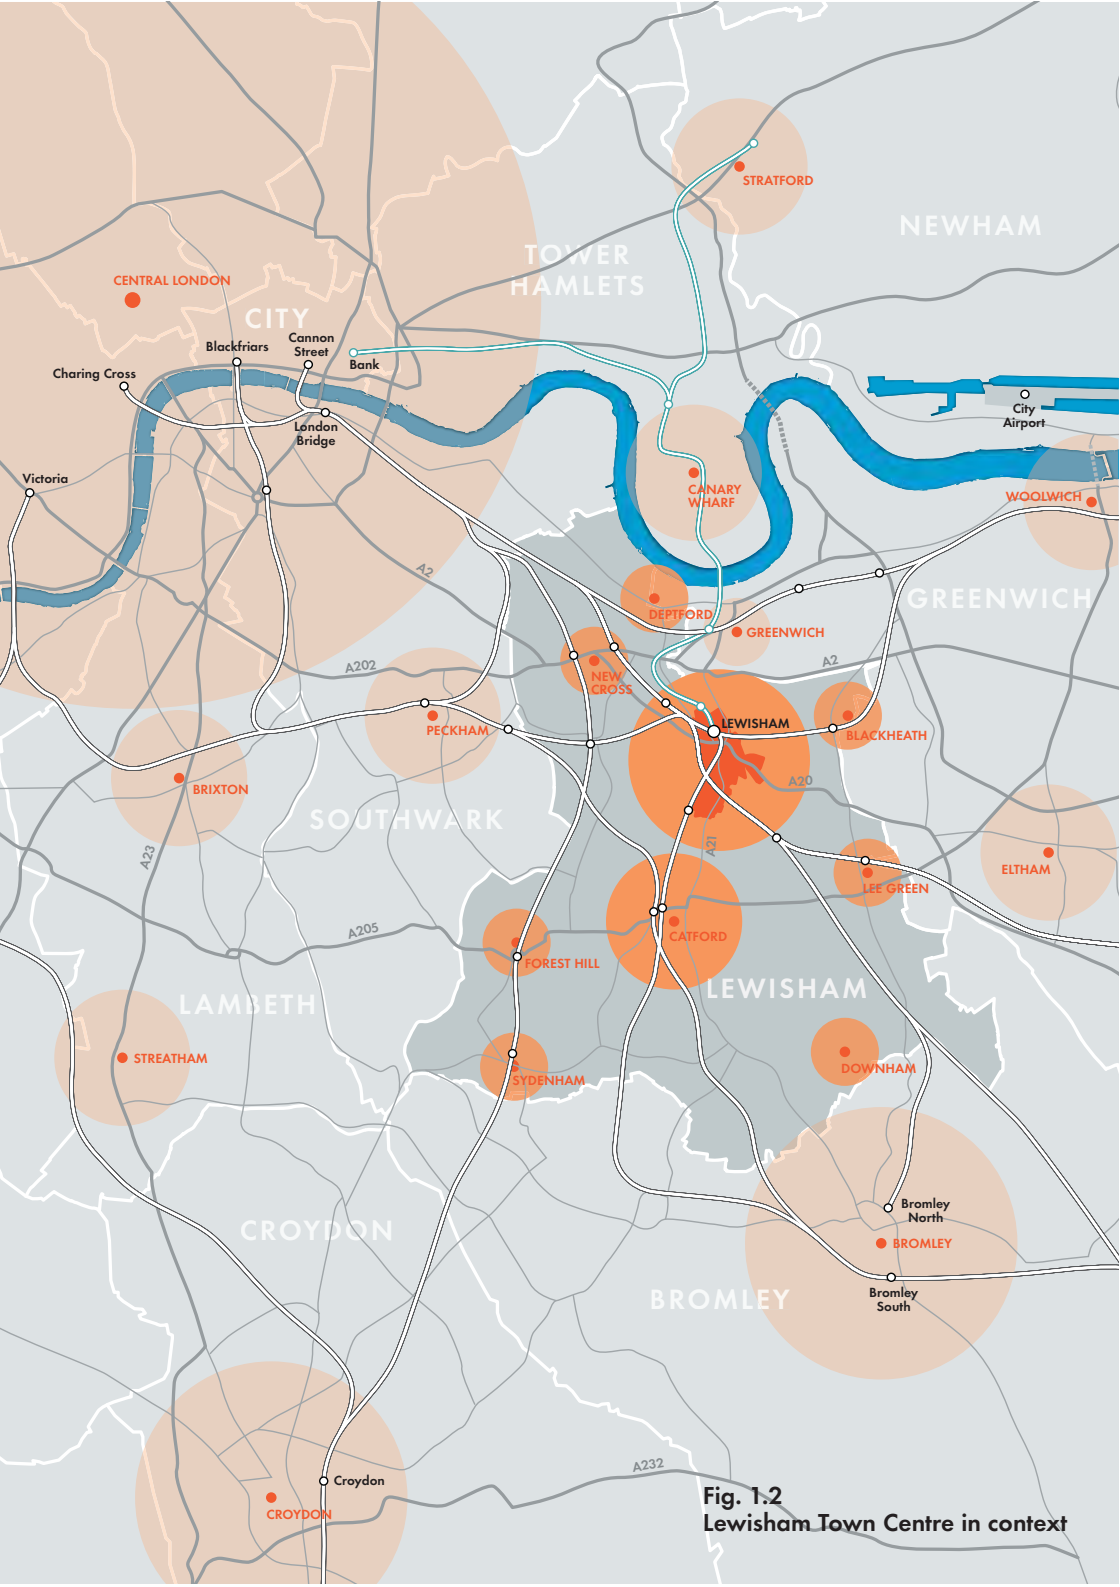 STRATFORD
NEWHAM
TOWER
HAMLETS
CENTRAL LONDON
CITY
Cannon
Street
Blackfriars
Bank
Charing Cross
City
Airport
London
Bridge
Victoria
CANARY
WHARF
WOOLWICH
A2
GREENWICH
DEPTFORD
GREENWICH
A202
A2
NEW
CROSS
LEWISHAM
PECKHAM
BLACKHEATH
BRIXTON
A20
SOUTHWARK
A21
A23
ELTHAM
LEE GREEN
A205
CATFORD
FOREST HILL
LEWISHAM
LAMBETH
STREATHAM
SYDENHAM
DOWNHAM
Bromley
North
CROYDON
BROMLEY
Bromley
South
BROMLEY
A232
Croydon
CROYDON
Fig. 1.2
Lewisham Town Centre in context